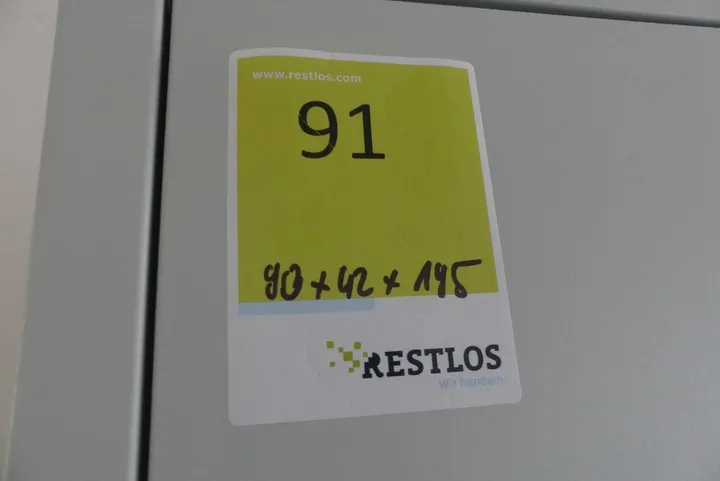 www.restlos.com
91
90 x 42 x 195
RESTLOS
Wir handeln